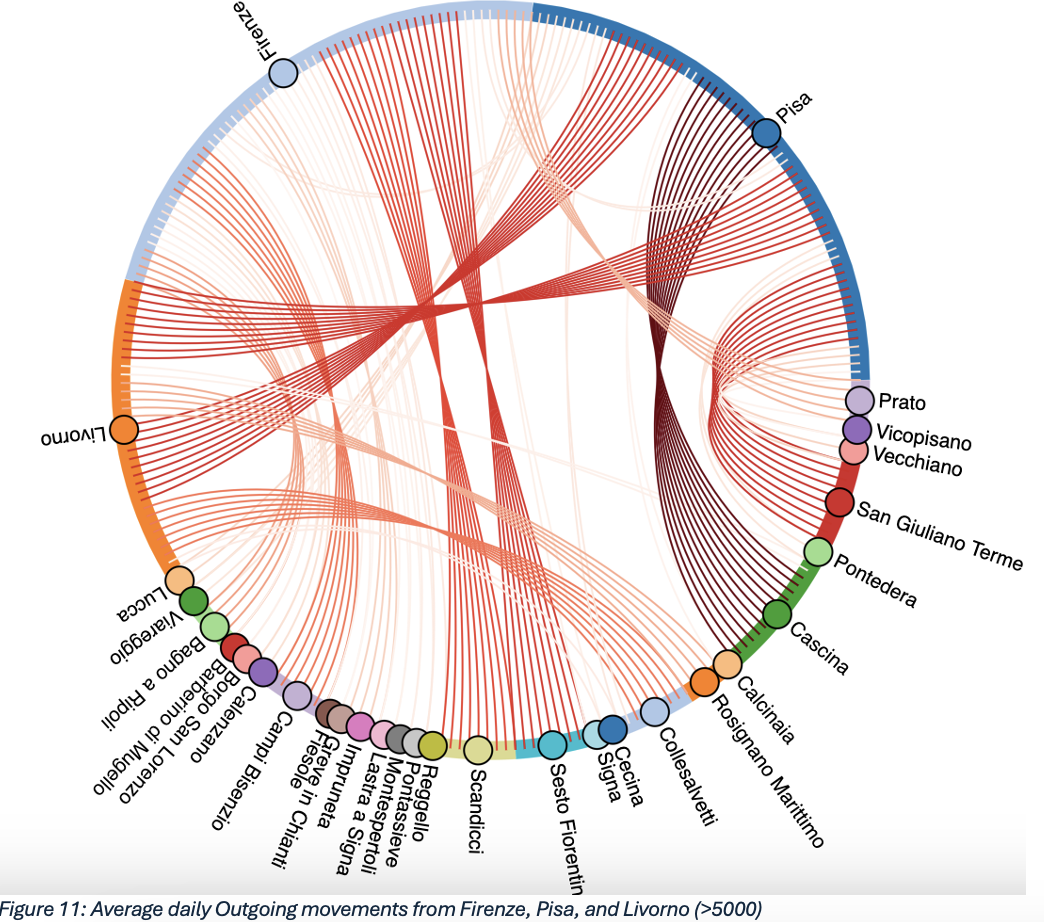 Firenze
Pisa
Prato
Vicopisano
Vecchiano
San Giuliano Terme
Pontedera
Cascina
Calcinaia
Rosignano Marittimo
Collesalvetti
Cecina
Signa
Sesto Fiorentin
Scandicci
Reggello
Pontassieve
Montespertoli
Lastra a Signa
Impruneta
Greve in Chianti
Fiesole
Campi Bisenzio
Calenzano
Borgo San Lorenzo
Barberino di Mugello
Bagno a Ripoli
Viareggio
Lucca
Livorno
Figure 11: Average daily Outgoing movements from Firenze, Pisa, and Livorno (>5000)